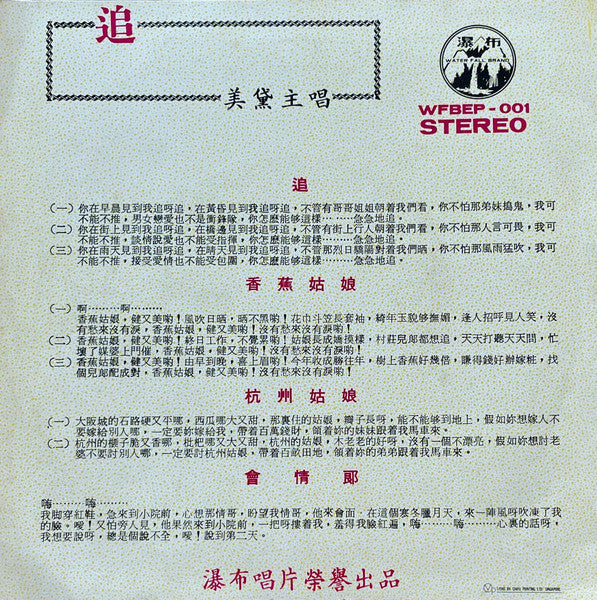 追
美黛主唱
瀑布
WATER FALL BRAND
WFBEP-001
STEREO
追
（一）你在早晨見到我追呀追，在黃昏見到我追呀追，不管有哥哥姐姐朝着我們看，你不怕那弟妹搗鬼，我可
不能不推，男女戀愛也不是衝鋒隊，你怎麽能够這樣………急急地追。
（二）你在街上見到我追呀追，在橋邊見到我追呀追，不管有街上行人朝着我們看，你不怕那人言可畏，我可
不能不推，談情說愛也不能受指揮，你怎麽能够這樣………急急地追。
（三）你在雨天見到我追呀追，在晴天見到我追呀追，不管那烈日驕陽對着我們晒，你不怕那風雨猛吹，我可
不能不推，接受愛情也不能受包圍，你怎麽能够這樣………急急地追。
香蕉姑娘
（一）啊………啊………
香蕉姑娘，健又美喲！風吹日晒，晒不黑喲！花巾斗笠長套袖，綺年玉貌够撫媚，逢人招呼見人笑，沒
有愁來沒有淚，香蕉姑娘，健又美喲！沒有愁來沒有淚喲！
（二）香蕉姑娘，健又美喲！終日工作，不覺累喲！姑娘長成嬌摸樣，村莊兒郎都想追，天天打聽天天問，忙
壞了媒婆上門催，香蕉姑娘，健又美喲！沒有愁來沒有淚喲！
（三）香蕉姑娘，健又美喲！由早到晚，喜上眉喲！今年收成勝往年，樹上香蕉好幾倍，賺得錢好辦嫁粧，找
個兒郎配成對，香蕉姑娘，健又美喲！沒有愁來沒有淚喲！
杭州姑娘
（一）大阪城的石路硬又平哪，西瓜哪大又甜，那裏住的姑娘，瓣子長呀，能不能够到地上，假如妳想嫁人不
要嫁給別人哪，一定要妳嫁給我，帶着百萬錢財，領着妳的妹妹跟着我馬車來。
（二）杭州的榧子脆又香哪，枇杷哪大又甜，杭州的姑娘，木老老的好呀，沒有一個不漂亮，假如妳想討老
婆不要討別人哪，一定要討杭州姑娘，帶着百畝田地，領着妳的弟弟跟着我馬車來。
會情郎
嗨………嗨………
我脚穿紅鞋，急來到小院前，心想那情哥，盼望我情哥，他來會面．在這個寒冬臘月天，來一陣風呀吹凍了我
的臉。噯！又怕旁人見，他果然來到小院前，一把呀摟着我，羞得我臉紅遍，嗨………嗨………心裏的話呀，
我想要說呀，總是個說不全，噯！說到第二天。
瀑布唱片榮譽出品